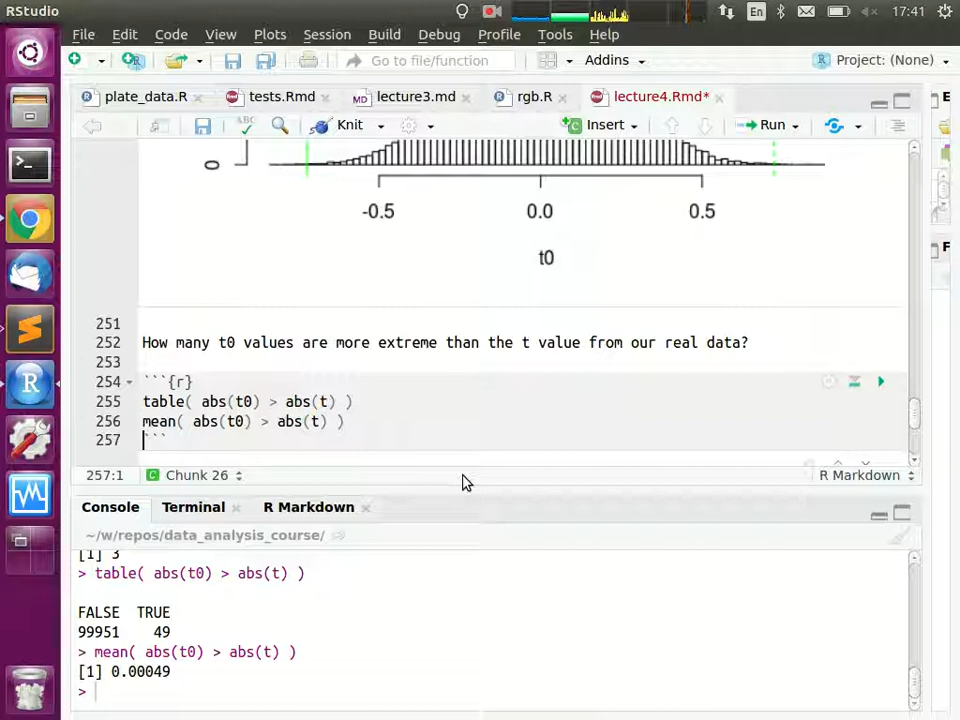 RStudio
En
17:41
File Edit Code View Plots Session Build Debug Profile Tools Help
Go to file/function
Addins
Project: (None)
plate_data.R
tests.Rmd
lecture3.md
rgb.R
lecture4.Rmd*
ABC
Knit
Insert
Run
0
-0.5 0.0 0.5
t0
251
252 How many t0 values are more extreme than the t value from our real data?
253
254 ```{r}
255 table( abs(t0) > abs(t) )
256 mean( abs(t0) > abs(t) )
257 ```
257:1
Chunk 26
R Markdown
Console Terminal R Markdown
~/w/repos/data_analysis_course/
[1] 3
> table( abs(t0) > abs(t) )
FALSE TRUE
99951 49
> mean( abs(t0) > abs(t) )
[1] 0.00049
>